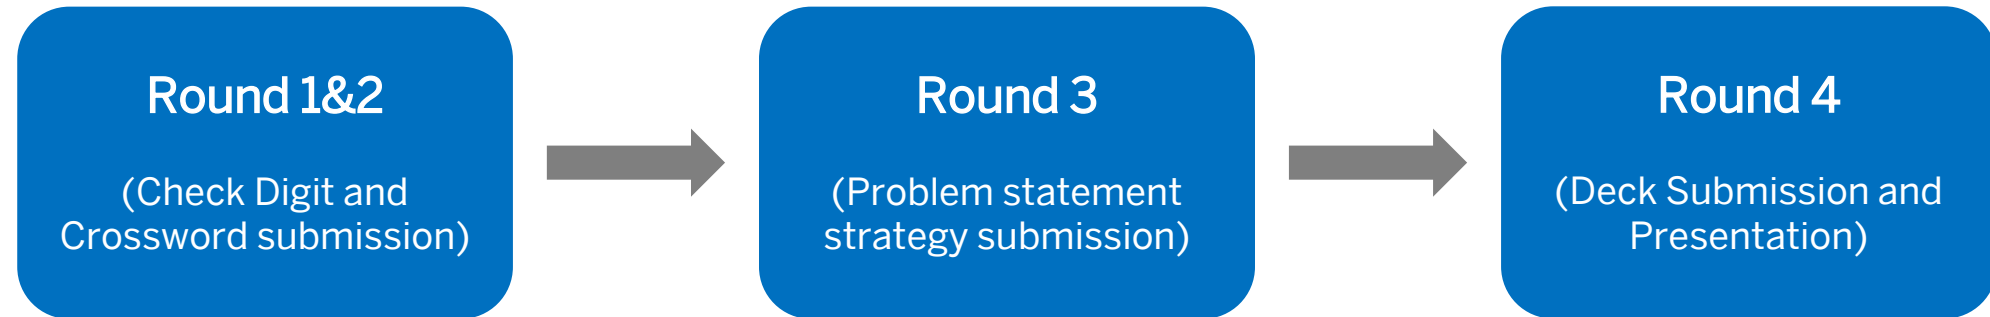 Round 1&2
(Check Digit and
Crossword submission)
Round 3
(Problem statement
strategy submission)
Round 4
(Deck Submission and
Presentation)